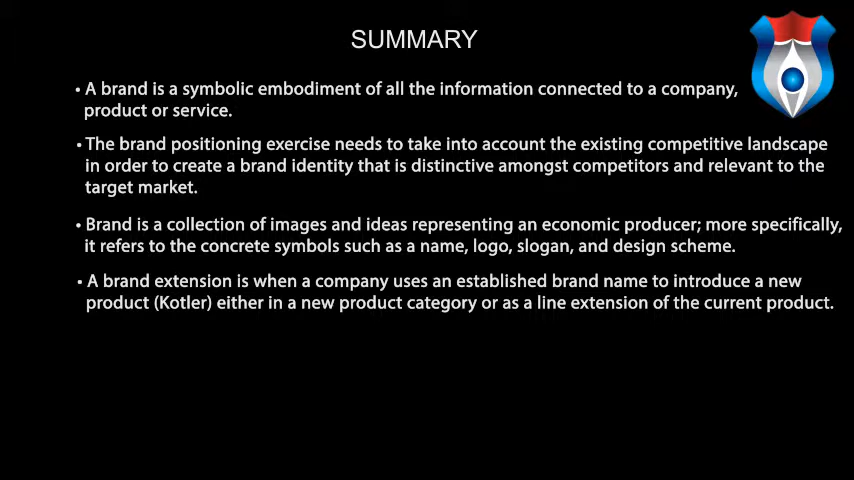 SUMMARY
• A brand is a symbolic embodiment of all the information connected to a company,
product or service.
• The brand positioning exercise needs to take into account the existing competitive landscape
in order to create a brand identity that is distinctive amongst competitors and relevant to the
target market.
• Brand is a collection of images and ideas representing an economic producer; more specifically,
it refers to the concrete symbols such as a name, logo, slogan, and design scheme.
• A brand extension is when a company uses an established brand name to introduce a new
product (Kotler) either in a new product category or as a line extension of the current product.